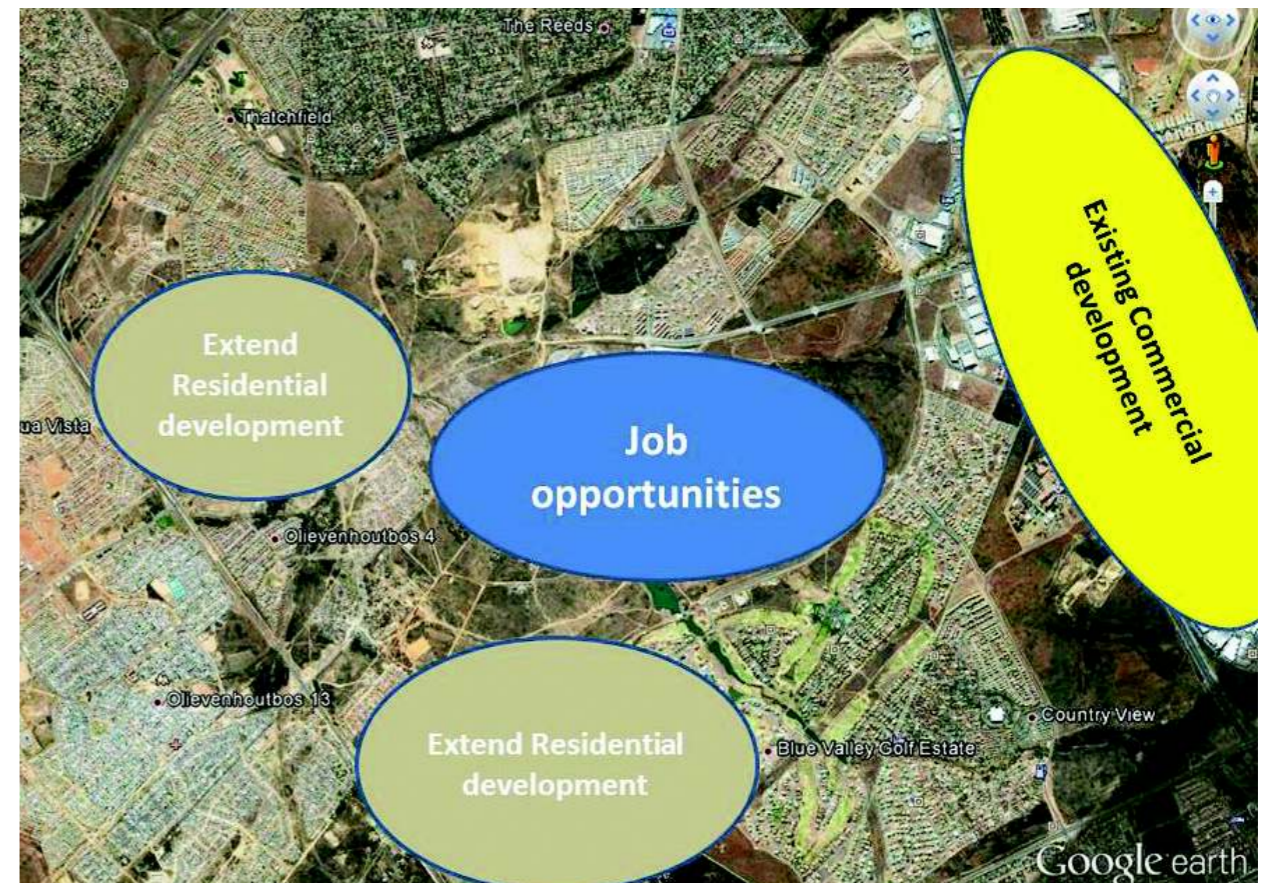 The Reeds
Thatchfield
Existing Commercial
development
Extend
Residential
development
ua Vista
Job
opportunities
Olievenhoutbos 4
Olievenhoutbos 13
Extend Residential
development
Country View
Blue Valley Golf Estate
Google earth